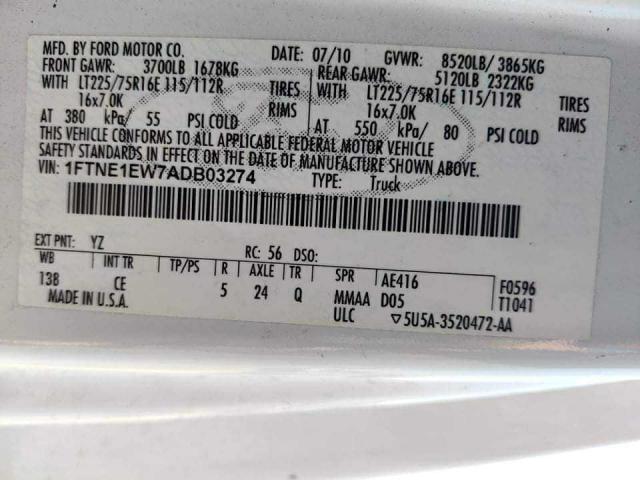 MFD. BY FORD MOTOR CO.
DATE: 07/10 GVWR: 8520LB/ 3865KG
FRONT GAWR: 3700LB 1678KG REAR GAWR: 5120LB 2322KG
WITH LT225/75R16E 115/112R TIRES WITH LT225/75R16E 115/112R TIRES
16x7.0K RIMS 16x7.0K RIMS
AT 380 kPa/ 55 PSI COLD AT 550 kPa/ 80 PSI COLD
THIS VEHICLE CONFORMS TO ALL APPLICABLE FEDERAL MOTOR VEHICLE
SAFETY STANDARDS IN EFFECT ON THE DATE OF MANUFACTURE SHOWN ABOVE.
VIN: 1FTNE1EW7ADB03274 TYPE: Truck
EXT PNT: YZ RC: 56 DSO:
WB INT TR TP/PS R AXLE TR SPR AE416 F0596
138 CE 5 24 Q MMAA D05 T1041
MADE IN U.S.A. ULC ▽5U5A-3520472-AA